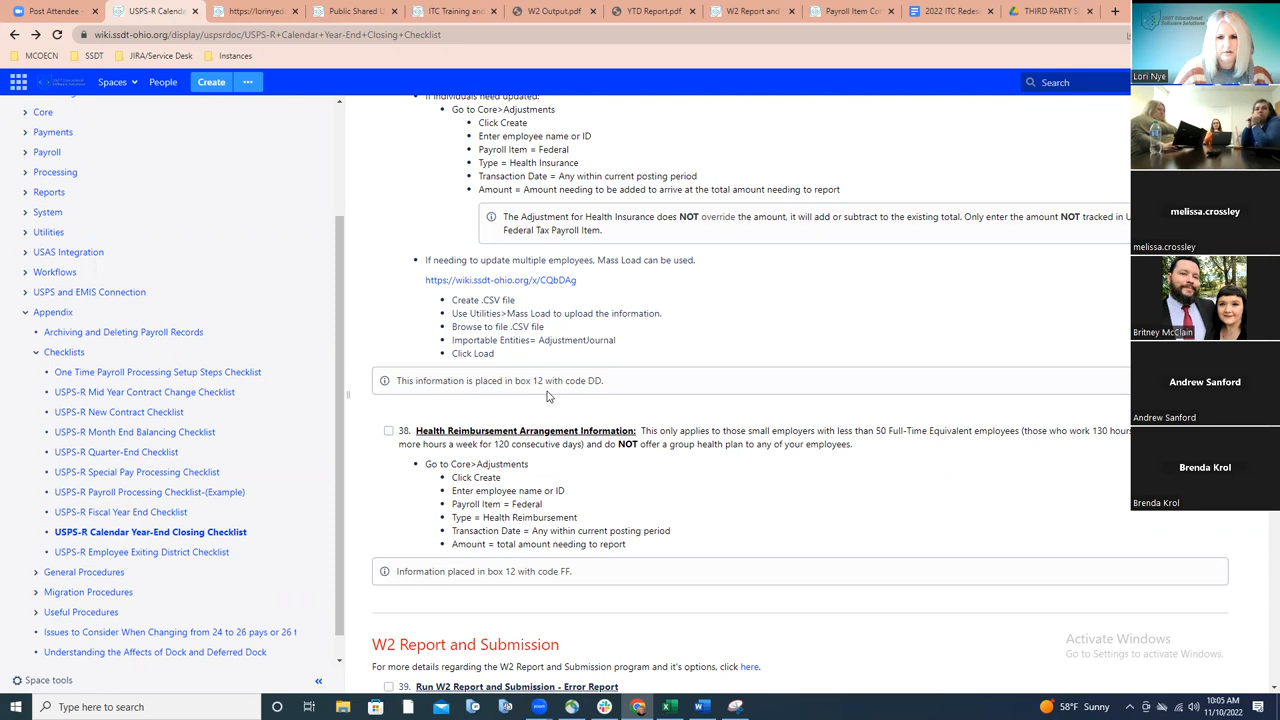 USPS-R Calenda
https://lorinyed
Public Shared U
ITC Training and
W2 Output.pdf
YTD Report.pdf
W2 Report and
Payroll Item Co
2022 ITC Redes
THIRD PARTY S
wiki.ssdt-ohio.org/display/uspsrdoc/USPS-R+Calendar+Year-End+Closing+Checklist
MCOECN
SSDT
JIRA/Service Desk
Instances
Spaces
People
Create
Search
Core
Payments
Payroll
Processing
Reports
System
Utilities
USAS Integration
Workflows
USPS and EMIS Connection
Appendix
Archiving and Deleting Payroll Records
Checklists
One Time Payroll Processing Setup Steps Checklist
USPS-R Mid Year Contract Change Checklist
USPS-R New Contract Checklist
USPS-R Month End Balancing Checklist
USPS-R Quarter-End Checklist
USPS-R Special Pay Processing Checklist
USPS-R Payroll Processing Checklist-(Example)
USPS-R Fiscal Year End Checklist
USPS-R Calendar Year-End Closing Checklist
USPS-R Employee Exiting District Checklist
General Procedures
Migration Procedures
Useful Procedures
Issues to Consider When Changing from 24 to 26 pays or 26 t
Understanding the Affects of Dock and Deferred Dock
Space tools
If individuals need updated:
Go to Core>Adjustments
Click Create
Enter employee name or ID
Payroll Item = Federal
Type = Health Insurance
Transaction Date = Any within current posting period
Amount = Amount needing to be added to arrive at the total amount needing to report
The Adjustment for Health Insurance does NOT override the amount, it will add or subtract to the existing total. Only enter the amount NOT tracked in U
Federal Tax Payroll Item.
If needing to update multiple employees, Mass Load can be used.
https://wiki.ssdt-ohio.org/x/CQbDAg
Create .CSV file
Use Utilities>Mass Load to upload the information.
Browse to file .CSV file
Importable Entities= AdjustmentJournal
Click Load
This information is placed in box 12 with code DD.
38. Health Reimbursement Arrangement Information: This only applies to those small employers with less than 50 Full-Time Equivalent employees (those who work 130 hours
more hours a week for 120 consecutive days) and do NOT offer a group health plan to any of your employees.
Go to Core>Adjustments
Click Create
Enter employee name or ID
Payroll Item = Federal
Type = Health Reimbursement
Transaction Date = Any within current posting period
Amount = total amount needing to report
Information placed in box 12 with code FF.
W2 Report and Submission
For more details regarding the W2 Report and Submission program and it's options, click here.
39. Run W2 Report and Submission - Error Report
Activate Windows
Go to Settings to activate Windows.
Lori Nye
melissa.crossley
melissa.crossley
Britney McClain
Andrew Sanford
Andrew Sanford
Brenda Krol
Brenda Krol
Type here to search
58°F Sunny
10:05 AM
11/10/2022